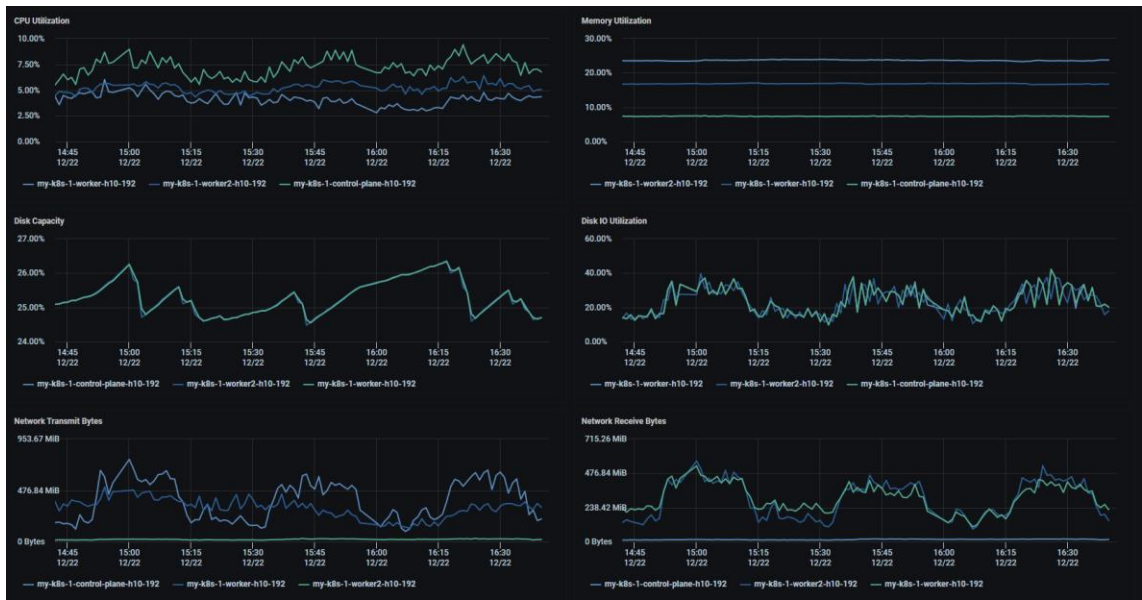 CPU Utilization
10.00%
7.50%
5.00%
2.50%
0.00%
14:45 15:00 15:15 15:30 15:45 16:00 16:15 16:30
12/22 12/22 12/22 12/22 12/22 12/22 12/22 12/22
my-k8s-1-worker-h10-192 my-k8s-1-worker2-h10-192 my-k8s-1-control-plane-h10-192
Memory Utilization
30.00%
20.00%
10.00%
0.00%
14:45 15:00 15:15 15:30 15:45 16:00 16:15 16:30
12/22 12/22 12/22 12/22 12/22 12/22 12/22 12/22
my-k8s-1-worker2-h10-192 my-k8s-1-worker-h10-192 my-k8s-1-control-plane-h10-192
Disk Capacity
27.00%
26.00%
25.00%
24.00%
14:45 15:00 15:15 15:30 15:45 16:00 16:15 16:30
12/22 12/22 12/22 12/22 12/22 12/22 12/22 12/22
my-k8s-1-control-plane-h10-192 my-k8s-1-worker2-h10-192 my-k8s-1-worker-h10-192
Disk IO Utilization
60.00%
40.00%
20.00%
0.00%
14:45 15:00 15:15 15:30 15:45 16:00 16:15 16:30
12/22 12/22 12/22 12/22 12/22 12/22 12/22 12/22
my-k8s-1-worker-h10-192 my-k8s-1-worker2-h10-192 my-k8s-1-control-plane-h10-192
Network Transmit Bytes
953.67 MiB
476.84 MiB
0 Bytes
14:45 15:00 15:15 15:30 15:45 16:00 16:15 16:30
12/22 12/22 12/22 12/22 12/22 12/22 12/22 12/22
my-k8s-1-control-plane-h10-192 my-k8s-1-worker-h10-192 my-k8s-1-worker2-h10-192
Network Receive Bytes
715.26 MiB
476.84 MiB
238.42 MiB
0 Bytes
14:45 15:00 15:15 15:30 15:45 16:00 16:15 16:30
12/22 12/22 12/22 12/22 12/22 12/22 12/22 12/22
my-k8s-1-control-plane-h10-192 my-k8s-1-worker2-h10-192 my-k8s-1-worker-h10-192